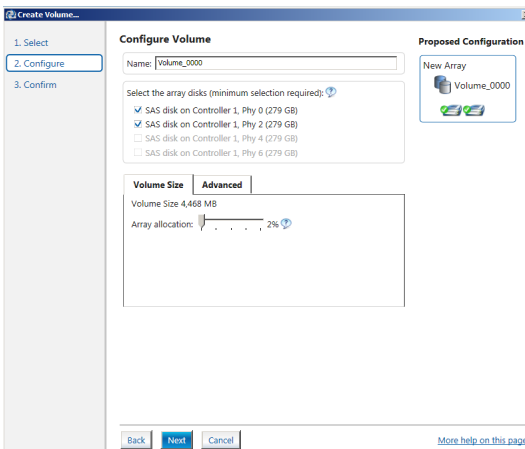 Create Volume...
1. Select
2. Configure
3. Confirm
Configure Volume
Name: Volume_0000
Select the array disks (minimum selection required):
SAS disk on Controller 1, Phy 0 (279 GB)
SAS disk on Controller 1, Phy 2 (279 GB)
SAS disk on Controller 1, Phy 4 (279 GB)
SAS disk on Controller 1, Phy 6 (279 GB)
Volume Size Advanced
Volume Size 4,468 MB
Array allocation: 2%
Proposed Configuration
New Array
Volume_0000
Back Next Cancel
More help on this page